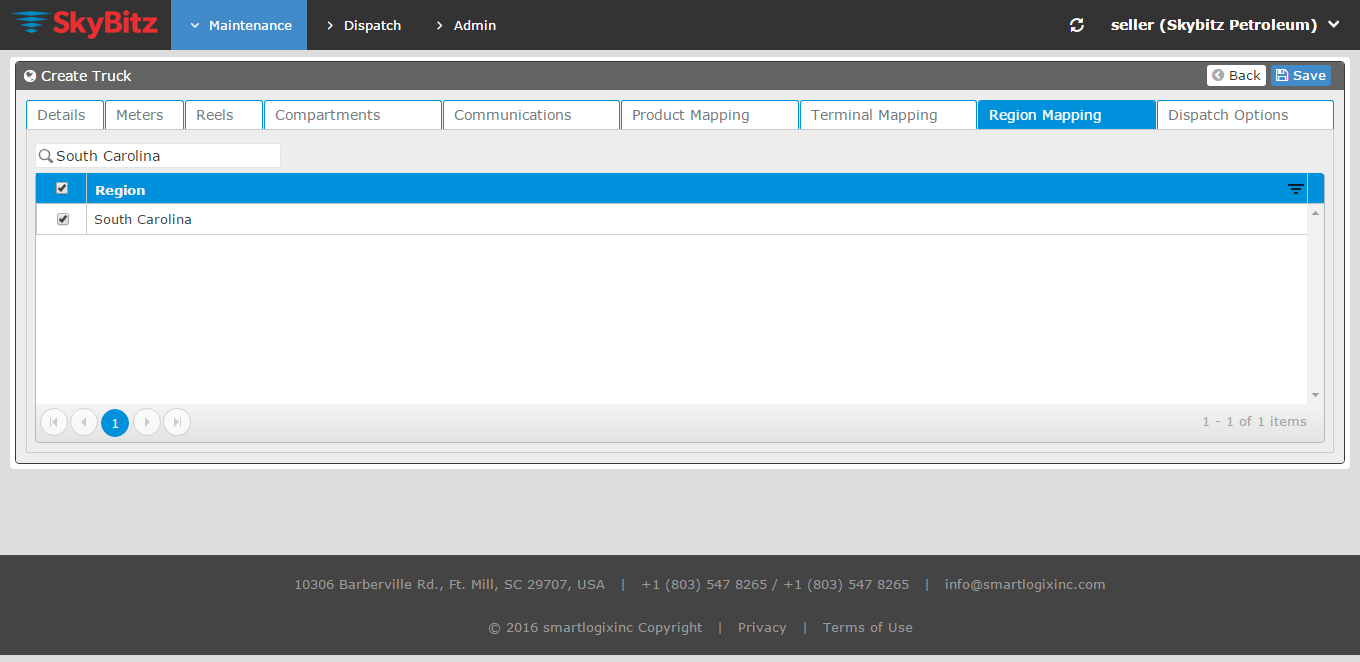 SkyBitz Maintenance Dispatch Admin seller (Skybitz Petroleum)
Create Truck Back Save
Details Meters Reels Compartments Communications Product Mapping Terminal Mapping Region Mapping Dispatch Options
South Carolina
Region
South Carolina
1 1 - 1 of 1 items
10306 Barberville Rd., Ft. Mill, SC 29707, USA | +1 (803) 547 8265 / +1 (803) 547 8265 | info@smartlogixinc.com
© 2016 smartlogixinc Copyright | Privacy | Terms of Use